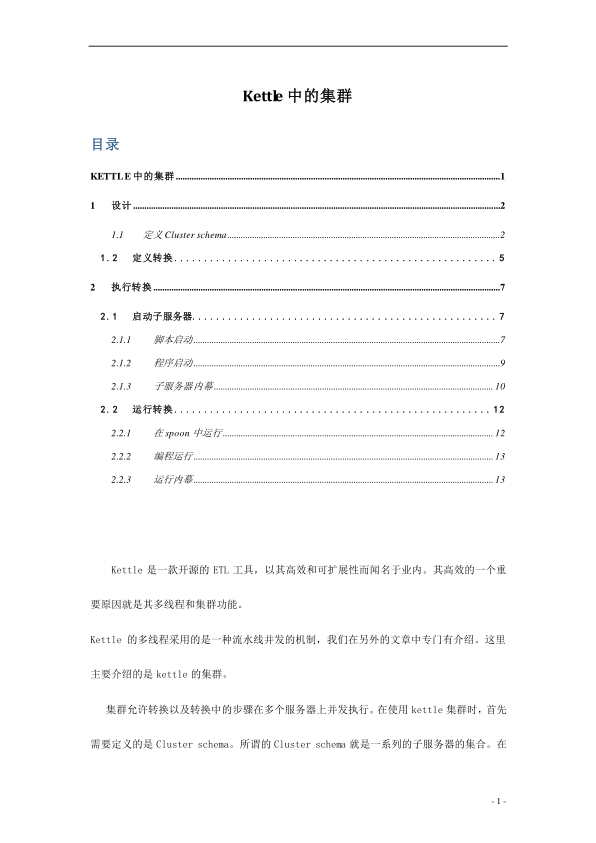 Kettle 中的集群
目录
KETTLE 中的集群 1
1 设计 2
1.1 定义 Cluster schema 2
1.2 定义转换 5
2 执行转换 7
2.1 启动子服务器 7
2.1.1 脚本启动 7
2.1.2 程序启动 9
2.1.3 子服务器内幕 10
2.2 运行转换 12
2.2.1 在 spoon 中运行 12
2.2.2 编程运行 13
2.2.3 运行内幕 13
Kettle 是一款开源的 ETL 工具，以其高效和可扩展性而闻名于业内。其高效的一个重
要原因就是其多线程和集群功能。
Kettle 的多线程采用的是一种流水线并发的机制，我们在另外的文章中专门有介绍。这里
主要介绍的是 kettle 的集群。
集群允许转换以及转换中的步骤在多个服务器上并发执行。在使用 kettle 集群时，首先
需要定义的是 Cluster schema。所谓的 Cluster schema 就是一系列的子服务器的集合。在
- 1 -